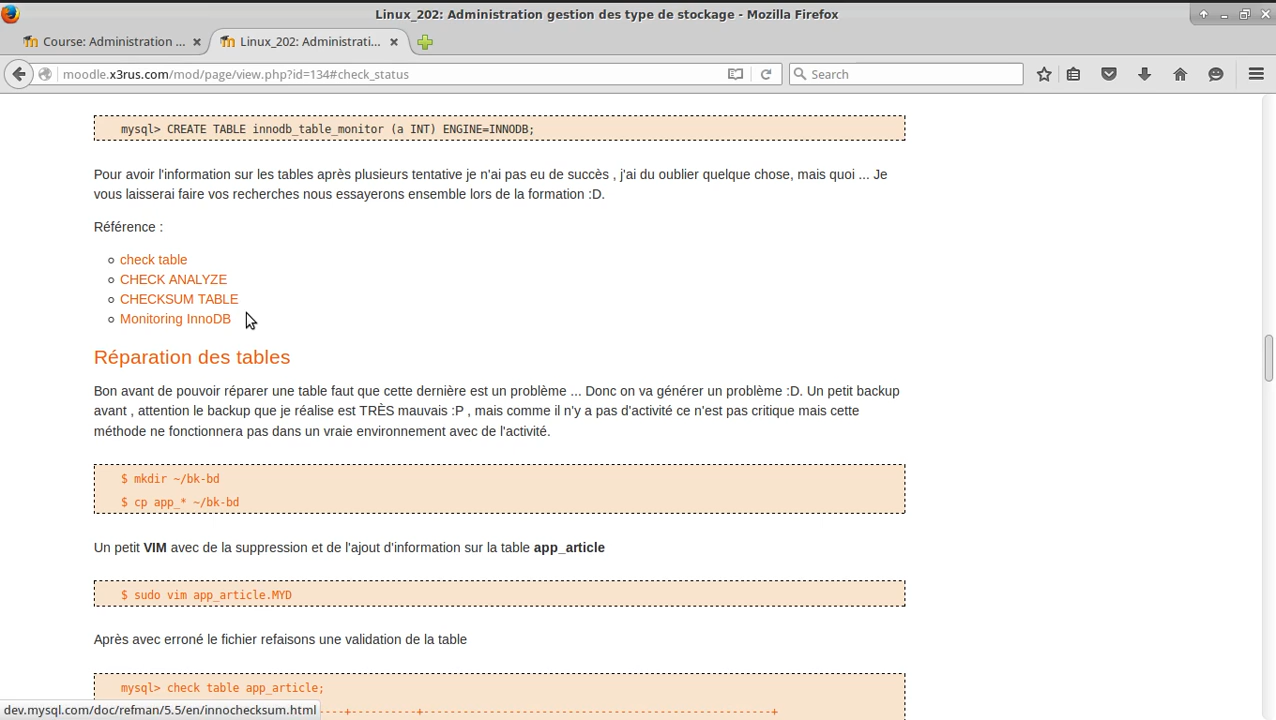 Linux_202: Administration gestion des type de stockage - Mozilla Firefox
Course: Administration ...
Linux_202: Administrati...
moodle.x3rus.com/mod/page/view.php?id=134#check_status
Search
mysql> CREATE TABLE innodb_table_monitor (a INT) ENGINE=INNODB;
Pour avoir l'information sur les tables après plusieurs tentative je n'ai pas eu de succès , j'ai du oublier quelque chose, mais quoi ... Je
vous laisserai faire vos recherches nous essayerons ensemble lors de la formation :D.
Référence :
check table
CHECK ANALYZE
CHECKSUM TABLE
Monitoring InnoDB
Réparation des tables
Bon avant de pouvoir réparer une table faut que cette dernière est un problème ... Donc on va générer un problème :D. Un petit backup
avant , attention le backup que je réalise est TRÈS mauvais :P , mais comme il n'y a pas d'activité ce n'est pas critique mais cette
méthode ne fonctionnera pas dans un vraie environnement avec de l'activité.
$ mkdir ~/bk-bd
$ cp app_* ~/bk-bd
Un petit VIM avec de la suppression et de l'ajout d'information sur la table app_article
$ sudo vim app_article.MYD
Après avec erroné le fichier refaisons une validation de la table
mysql> check table app_article;
----+----------+-----------------------------------------------------+
dev.mysql.com/doc/refman/5.5/en/innochecksum.html